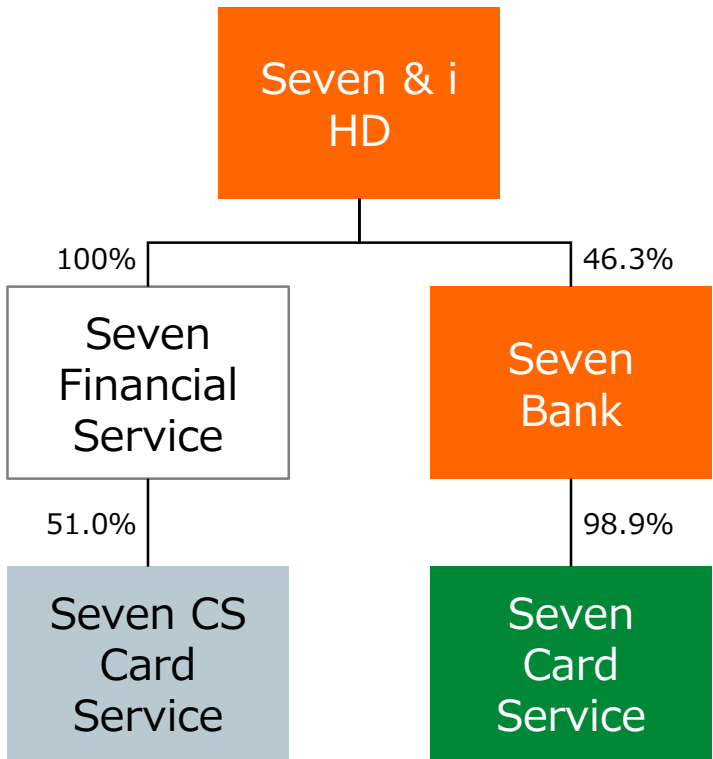 Seven & i
HD
100%
46.3%
Seven
Financial
Service
Seven
Bank
51.0%
98.9%
Seven CS
Card
Service
Seven
Card
Service